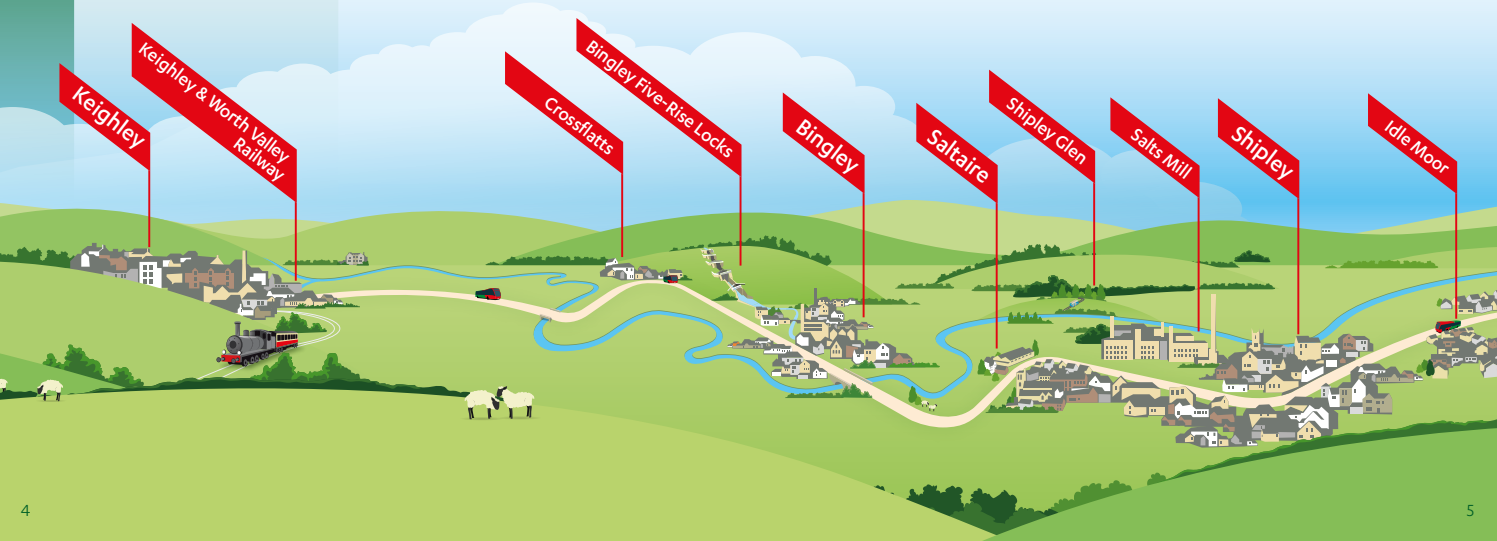 Keighley
Keighley & Worth Valley
Railway
Crossflatts
Bingley Five-Rise Locks
Bingley
Saltaire
Shipley Glen
Salts Mill
Shipley
Idle Moor
4
5